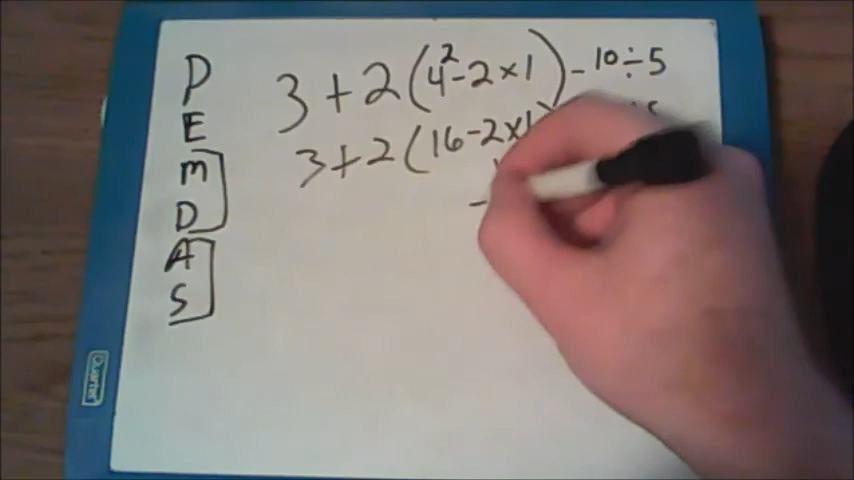 P
E
M
D
A
S
3 + 2 (4² - 2 × 1) - 10 ÷ 5
3 + 2 (16 - 2 × 1
-
Quartet